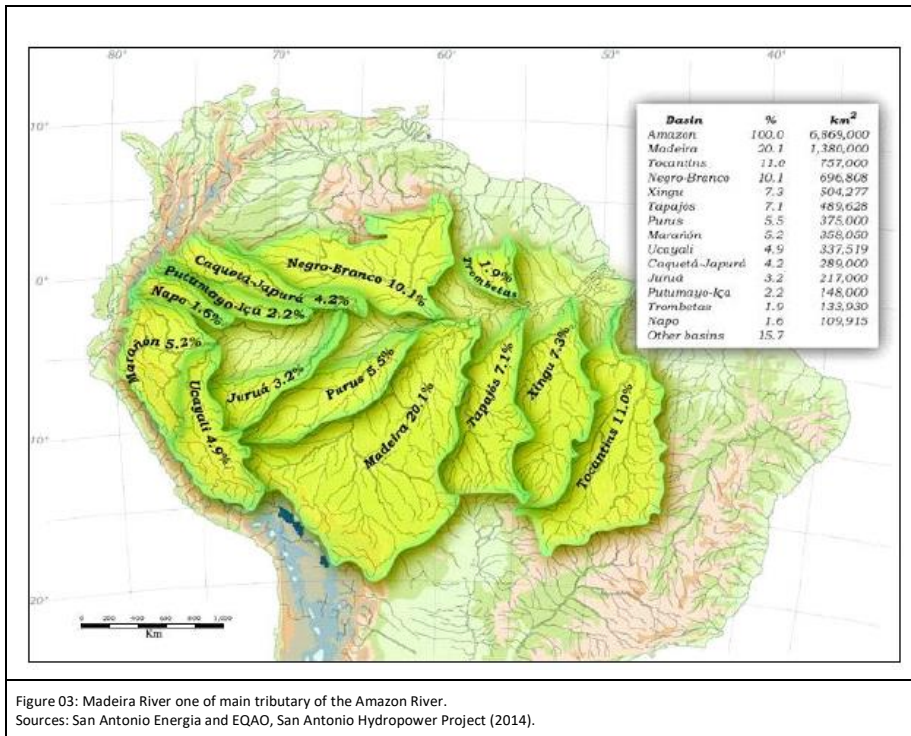 80°
70°
60°
50°
40°
10°
0°
10°
20°
Basin % km²
Amazon 100.0 6,869,000
Madeira 20.1 1,380,000
Tocantins 11.0 757,000
Negro-Branco 10.1 696,808
Xingu 7.3 504,277
Tapajós 7.1 489,628
Purus 5.5 375,000
Marañón 5.2 358,050
Ucayali 4.9 337,519
Caquetá-Japurá 4.2 289,000
Juruá 3.2 217,000
Putumayo-Iça 2.2 148,000
Trombetas 1.9 133,930
Napo 1.6 109,915
Other basins 15.7
Negro-Branco 10.1%
1.9%
Trombetas
Caquetá-Japurá 4.2%
Putumayo-Iça 2.2%
Napo 1.6%
Marañón 5.2%
Ucayali 4.9%
Juruá 3.2%
Purus 5.5%
Madeira 20.1%
Tapajós 7.1%
Xingu 7.3%
Tocantins 11.0%
0 200 400 600 800 1,000
Km
Figure 03: Madeira River one of main tributary of the Amazon River.
Sources: San Antonio Energia and EQAO, San Antonio Hydropower Project (2014).